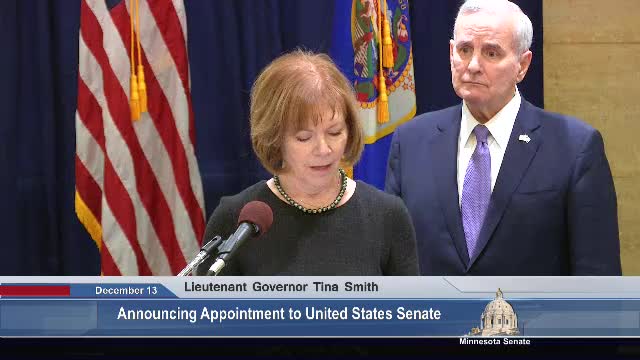 Lieutenant Governor Tina Smith
December 13
Announcing Appointment to United States Senate
Minnesota Senate